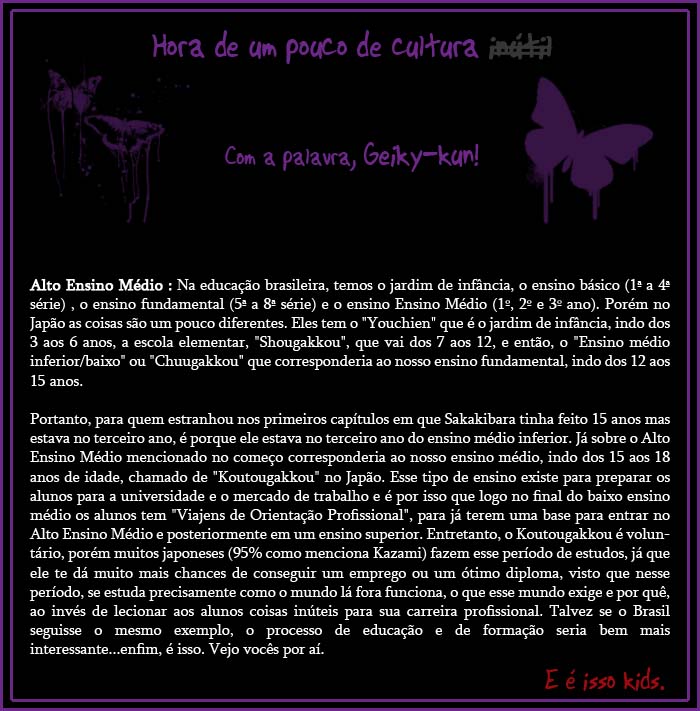 Hora de um pouco de cultura inútil
Com a palavra, Geiky-kun!
Alto Ensino Médio : Na educação brasileira, temos o jardim de infância, o ensino básico (1ª a 4ª
série) , o ensino fundamental (5ª a 8ª série) e o ensino Ensino Médio (1º, 2º e 3º ano). Porém no
Japão as coisas são um pouco diferentes. Eles tem o "Youchien" que é o jardim de infância, indo dos
3 aos 6 anos, a escola elementar, "Shougakkou", que vai dos 7 aos 12, e então, o "Ensino médio
inferior/baixo" ou "Chuugakkou" que corresponderia ao nosso ensino fundamental, indo dos 12 aos
15 anos.
Portanto, para quem estranhou nos primeiros capítulos em que Sakakibara tinha feito 15 anos mas
estava no terceiro ano, é porque ele estava no terceiro ano do ensino médio inferior. Já sobre o Alto
Ensino Médio mencionado no começo corresponderia ao nosso ensino médio, indo dos 15 aos 18
anos de idade, chamado de "Koutougakkou" no Japão. Esse tipo de ensino existe para preparar os
alunos para a universidade e o mercado de trabalho e é por isso que logo no final do baixo ensino
médio os alunos tem "Viajens de Orientação Profissional", para já terem uma base para entrar no
Alto Ensino Médio e posteriormente em um ensino superior. Entretanto, o Koutougakkou é volun-
tário, porém muitos japoneses (95% como menciona Kazami) fazem esse período de estudos, já que
ele te dá muito mais chances de conseguir um emprego ou um ótimo diploma, visto que nesse
período, se estuda precisamente como o mundo lá fora funciona, o que esse mundo exige e por quê,
ao invés de lecionar aos alunos coisas inúteis para sua carreira profissional. Talvez se o Brasil
seguisse o mesmo exemplo, o processo de educação e de formação seria bem mais
interessante...enfim, é isso. Vejo vocês por aí.
E é isso kids.